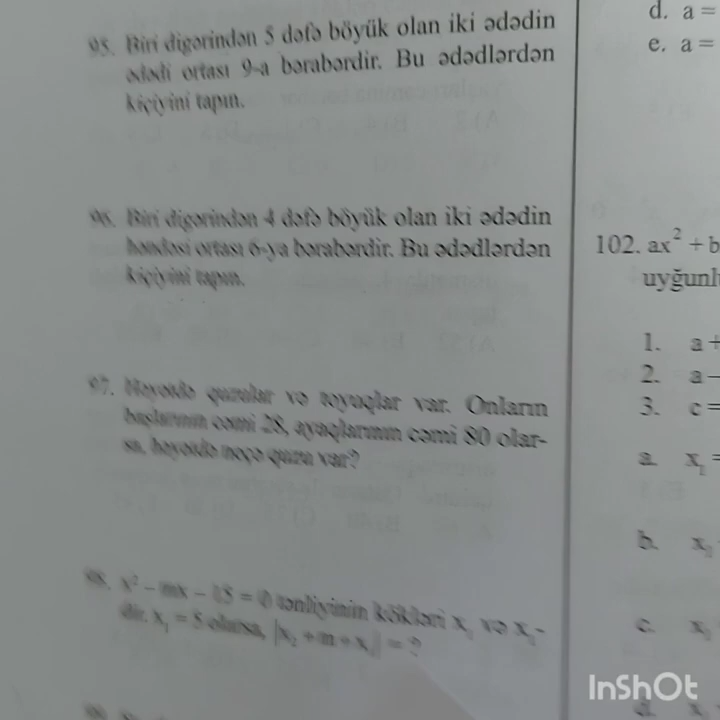 95. Biri digərindən 5 dəfə böyük olan iki ədədin
ədədi ortası 9-a bərabərdir. Bu ədədlərdən
kiçiyini tapın.
96. Biri digərindən 4 dəfə böyük olan iki ədədin
həndəsi ortası 6-ya bərabərdir. Bu ədədlərdən
kiçiyini tapın.
97. Həyətdə quzular və toyuqlar var. Onların
başlarının cəmi 28, ayaqlarının cəmi 80 olar-
sa, həyətdə neçə quzu var?
98. x² – mx – 15 = 0 tənliyinin kökləri x₁ və
dir. x₁ = 5 olarsa, = ?
d. a =
e. a =
102. ax² + b
uyğunl
1. a +
2. a –
3. c =
a. x₁ =
b. x₁
c. x₁
d.
InShOt